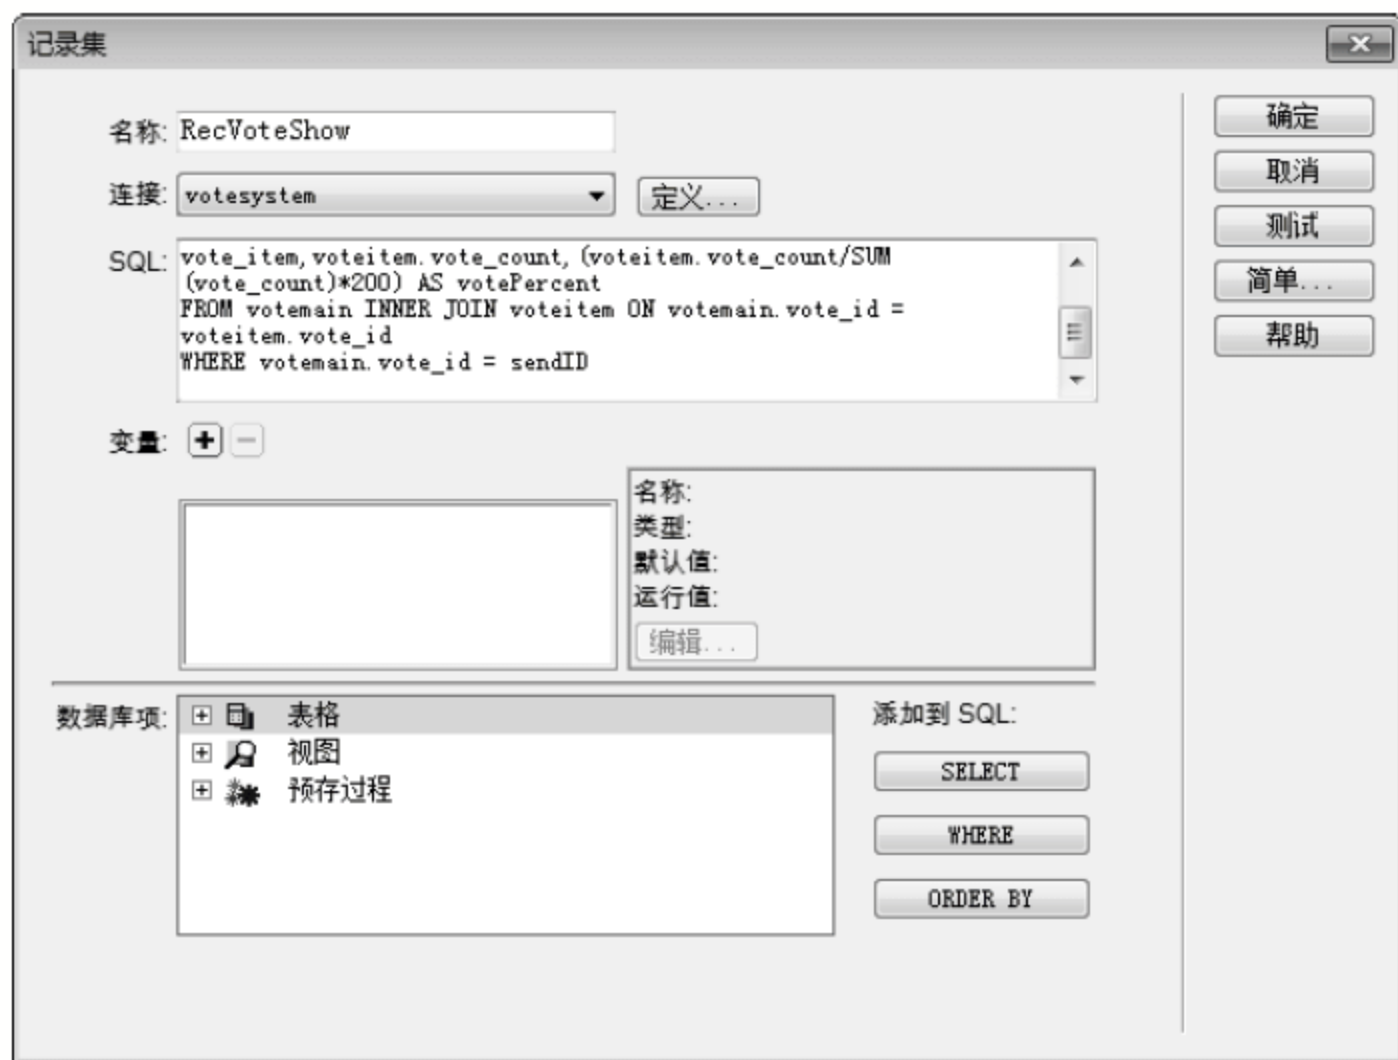 记录集
名称: RecVoteShow
连接: votesystem 定义...
SQL: vote_item,voteitem.vote_count,(voteitem.vote_count/SUM
(vote_count)*200) AS votePercent
FROM votemain INNER JOIN voteitem ON votemain.vote_id =
voteitem.vote_id
WHERE votemain.vote_id = sendID
变量:
名称:
类型:
默认值:
运行值:
编辑...
数据库项: 表格
视图
预存过程
添加到 SQL:
SELECT
WHERE
ORDER BY
确定
取消
测试
简单...
帮助